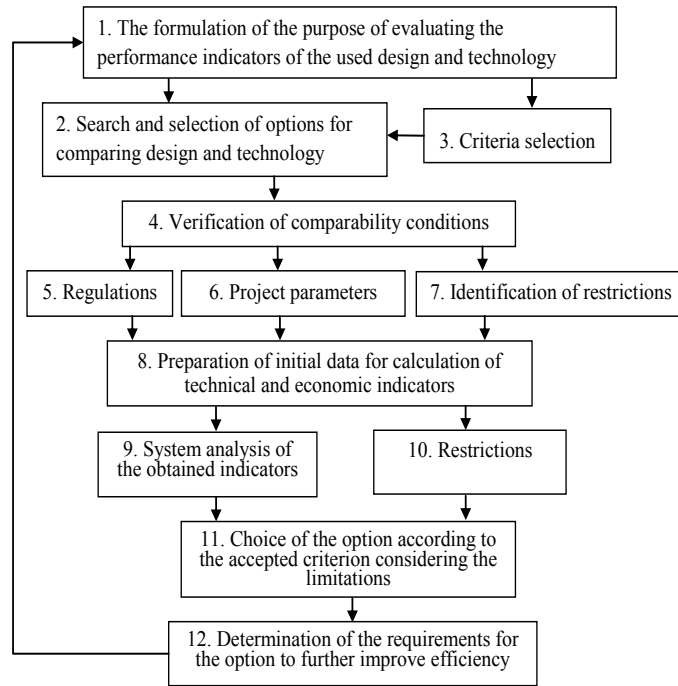 1. The formulation of the purpose of evaluating the
performance indicators of the used design and technology
2. Search and selection of options for
comparing design and technology
3. Criteria selection
4. Verification of comparability conditions
5. Regulations
6. Project parameters
7. Identification of restrictions
8. Preparation of initial data for calculation of
technical and economic indicators
9. System analysis of
the obtained indicators
10. Restrictions
11. Choice of the option according to
the accepted criterion considering the
limitations
12. Determination of the requirements for
the option to further improve efficiency